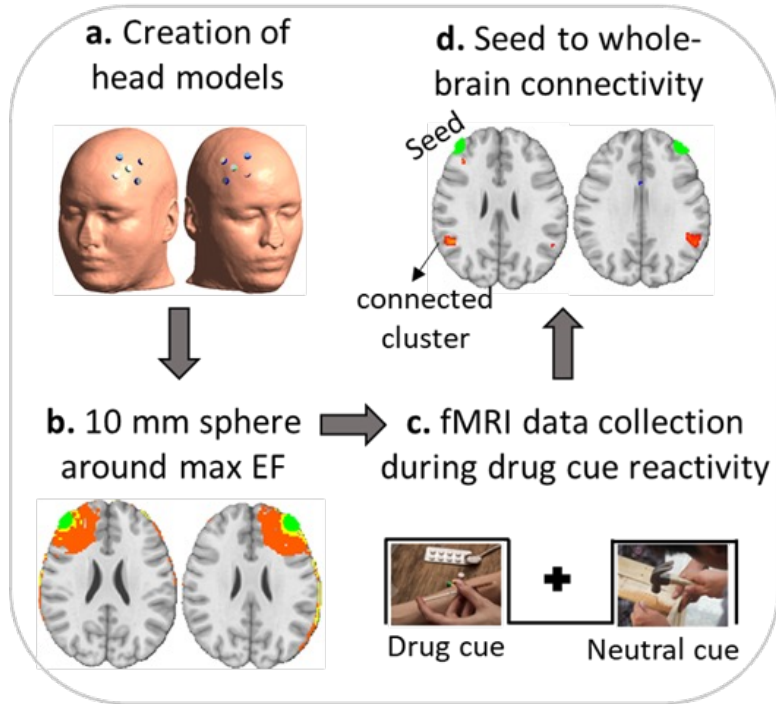 a. Creation of
head models
b. 10 mm sphere
around max EF
c. fMRI data collection
during drug cue reactivity
Drug cue
Neutral cue
d. Seed to whole-
brain connectivity
Seed
connected
cluster